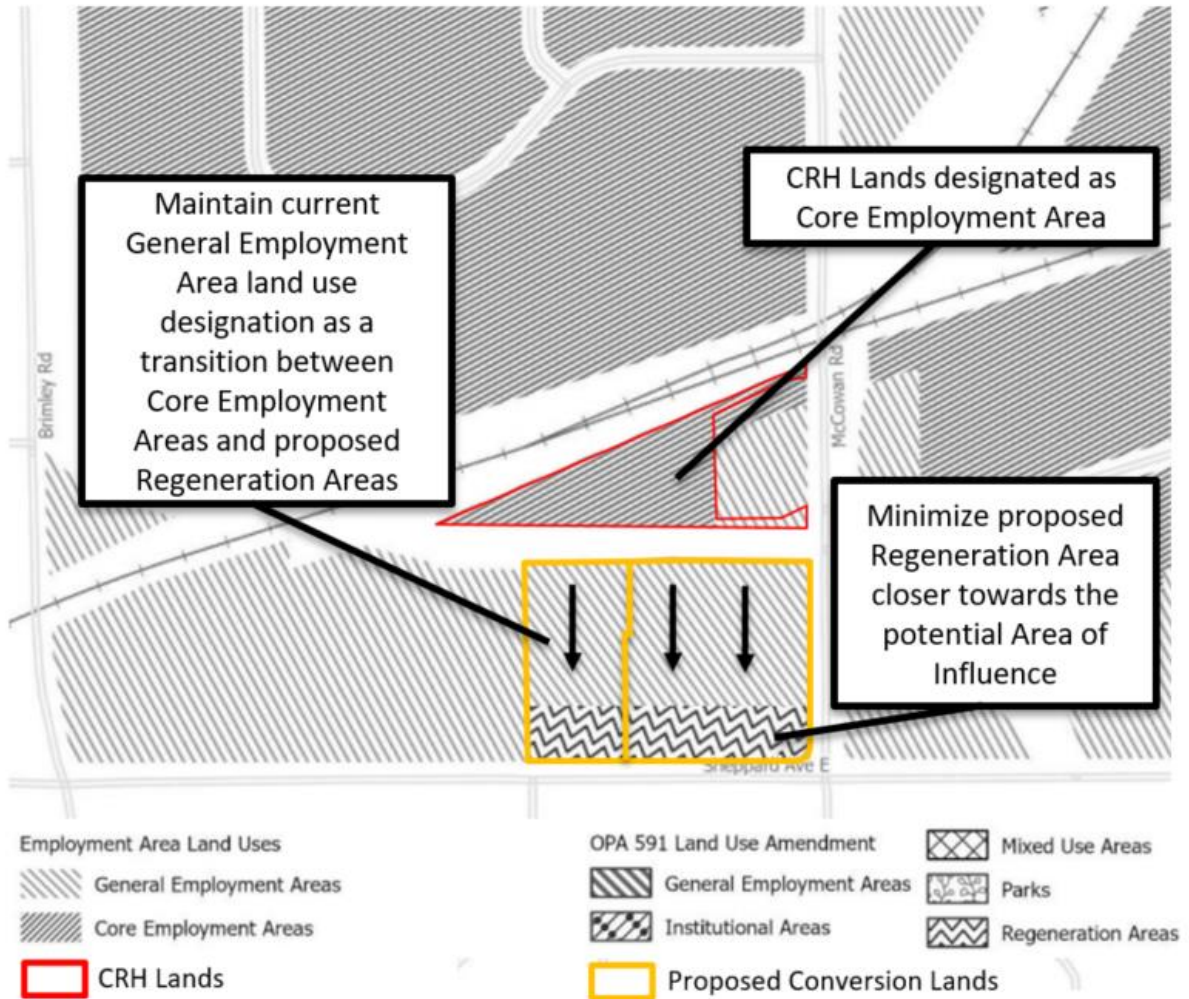 CRH Lands designated as
Core Employment Area
Maintain current
General Employment
Area land use
designation as a
transition between
Core Employment
Areas and proposed
Regeneration Areas
Brimley Rd
McCowan Rd
Minimize proposed
Regeneration Area
closer towards the
potential Area of
Influence
Sheppard Ave E
Employment Area Land Uses
General Employment Areas
Core Employment Areas
CRH Lands
OPA 591 Land Use Amendment
General Employment Areas
Institutional Areas
Proposed Conversion Lands
Mixed Use Areas
Parks
Regeneration Areas